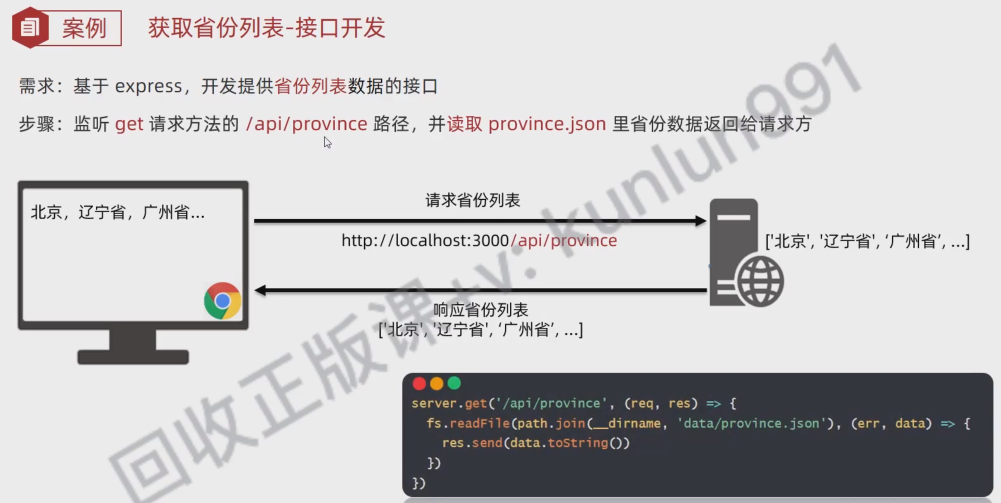 案例
获取省份列表-接口开发
需求：基于 express，开发提供省份列表数据的接口
步骤：监听 get 请求方法的 /api/province 路径，并读取 province.json 里省份数据返回给请求方
北京，辽宁省，广州省...
请求省份列表
http://localhost:3000/api/province
['北京', '辽宁省', ‘广州省’, ...]
响应省份列表
['北京', '辽宁省', ‘广州省’, ...]
server.get('/api/province', (req, res) => {
fs.readFile(path.join(__dirname, 'data/province.json'), (err, data) => {
res.send(data.toString())
})
})
回收正版课+v: kunlun991